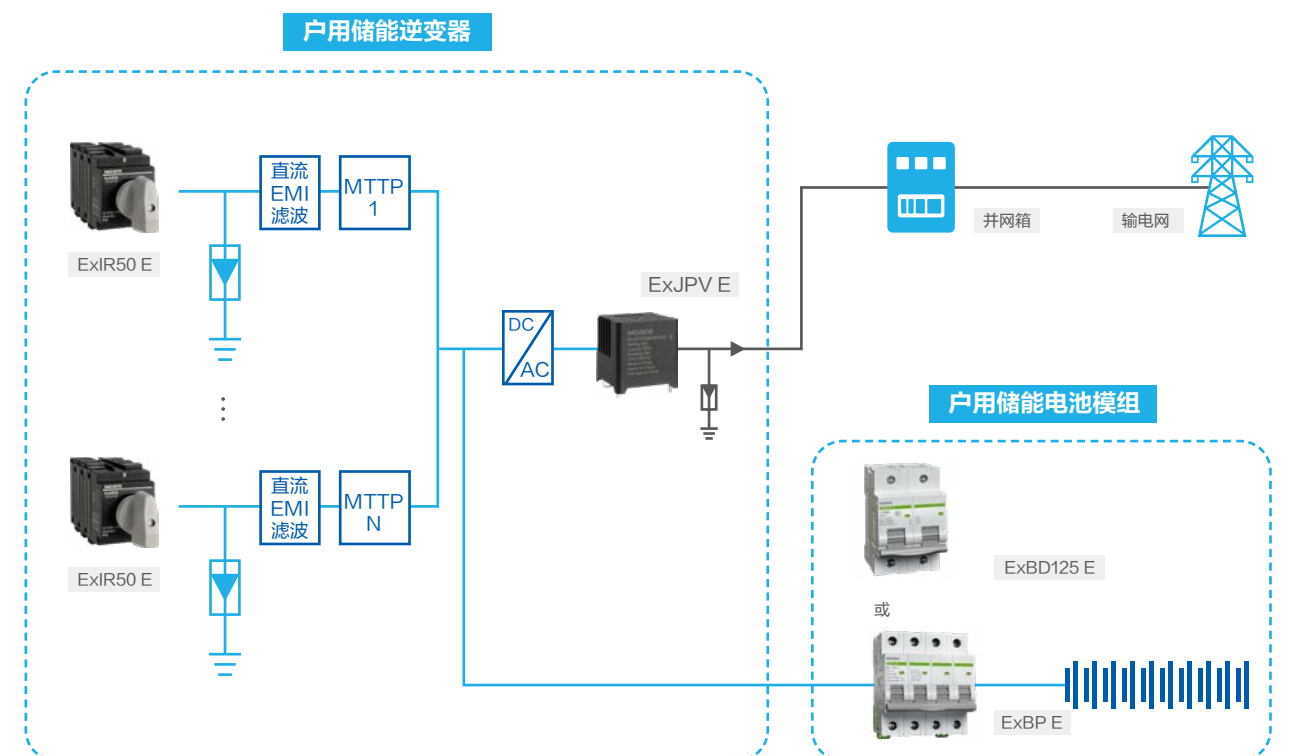 户用储能逆变器
直流
EMI
滤波
MTTP
1
ExIR50 E
并网箱
输电网
ExJPV E
DC
AC
户用储能电池模组
直流
EMI
滤波
MTTP
N
ExIR50 E
ExBD125 E
或
ExBP E